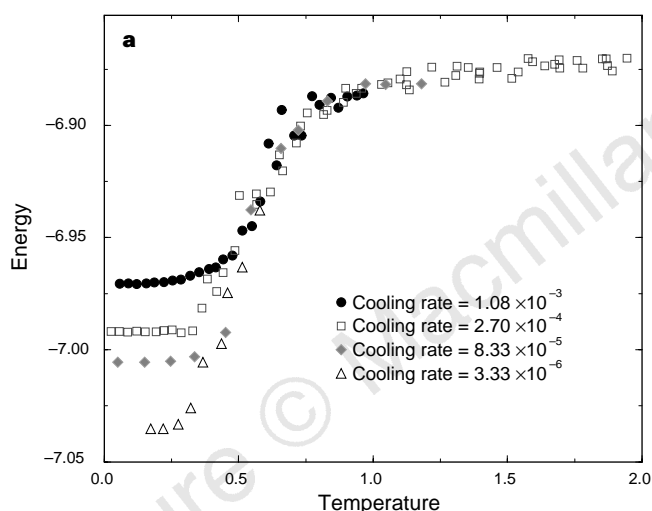 a
−6.90
−6.95
−7.00
−7.05
Energy
Cooling rate = 1.08 ×10⁻³
Cooling rate = 2.70 ×10⁻⁴
Cooling rate = 8.33 ×10⁻⁵
Cooling rate = 3.33 ×10⁻⁶
0.0 0.5 1.0 1.5 2.0
Temperature
ure © Macmillan